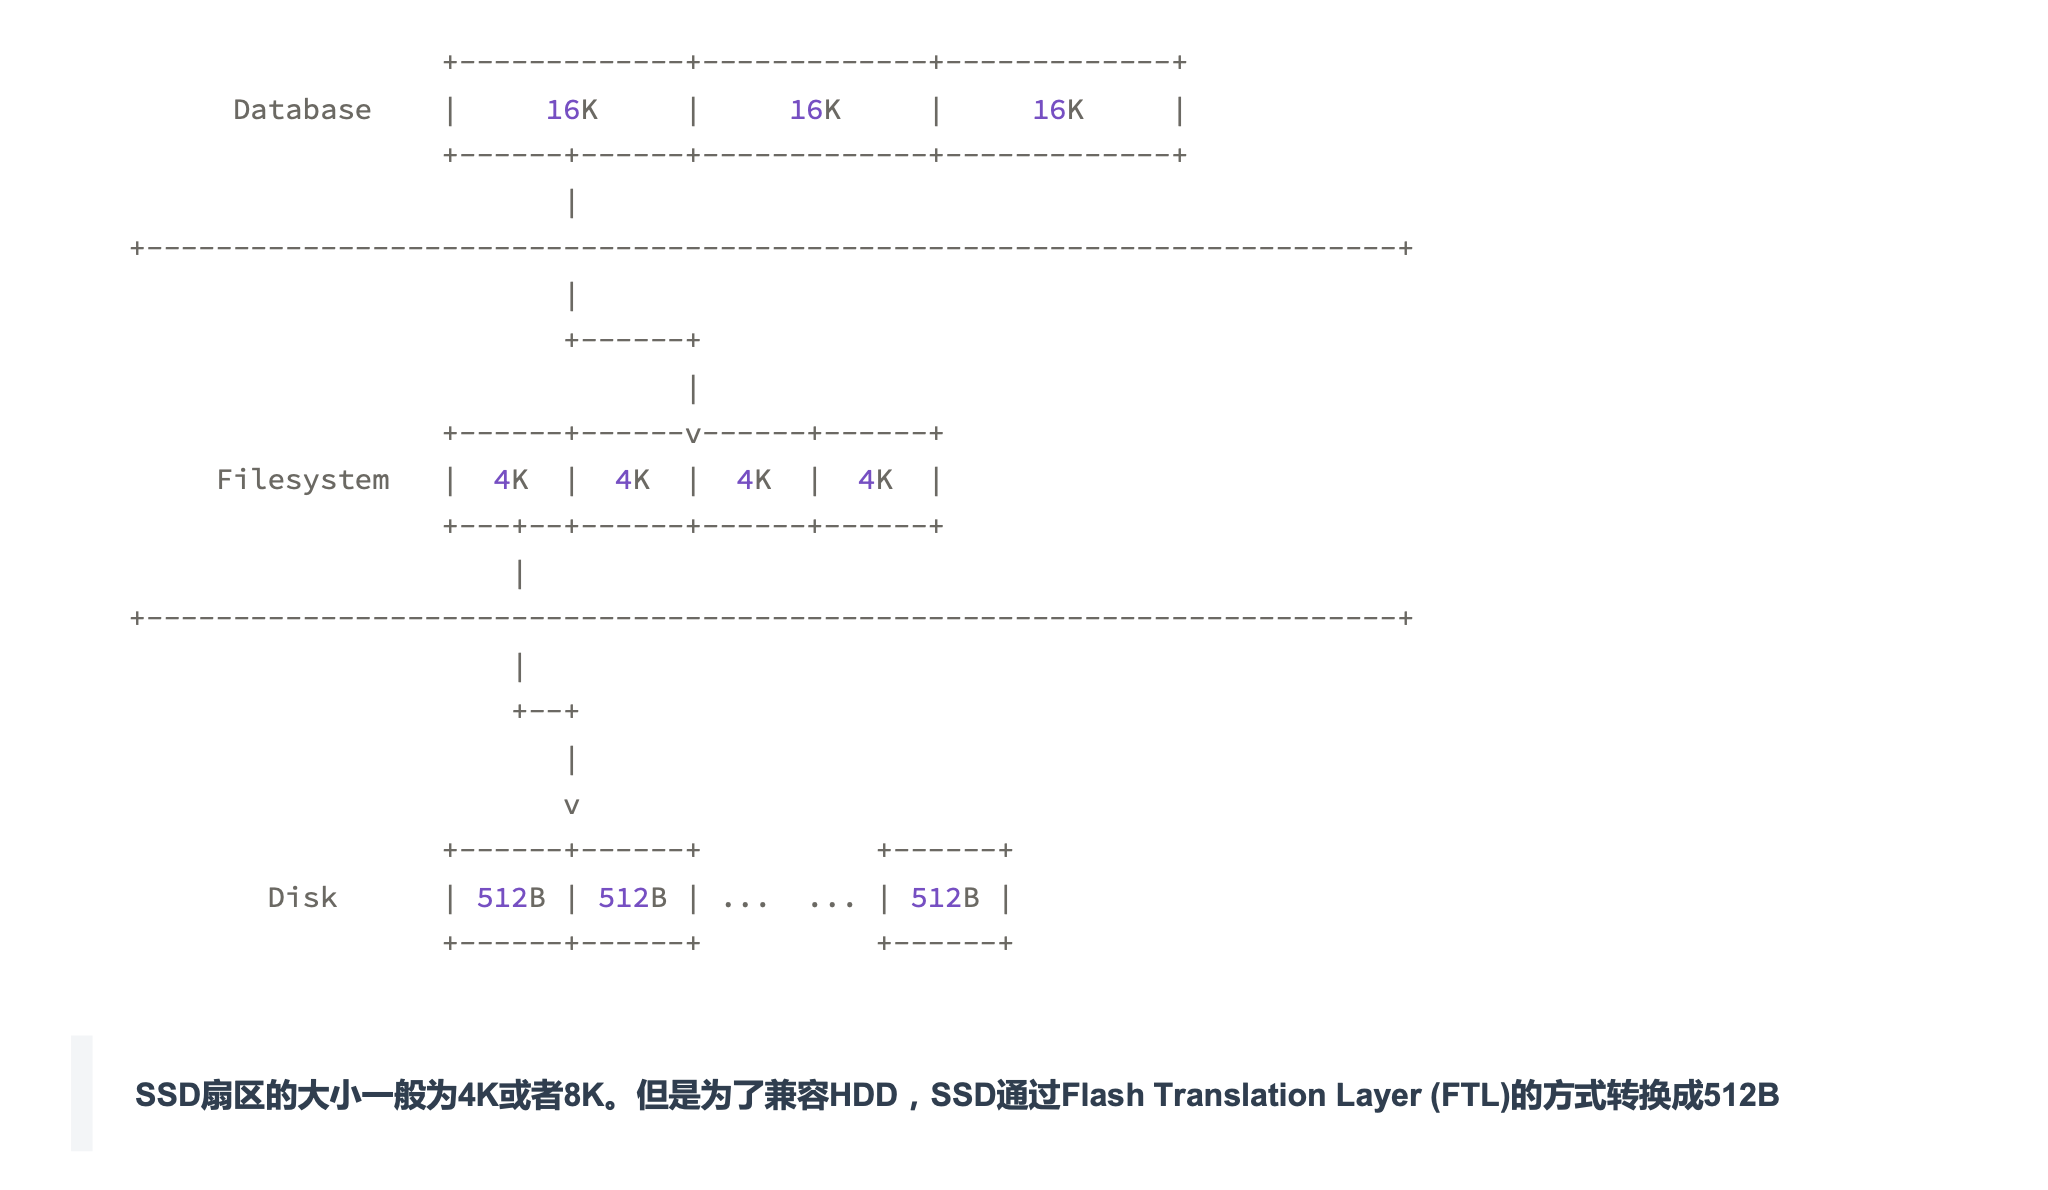 +-------------+-------------+-------------+
Database | 16K | 16K | 16K |
+------+------+-------------+-------------+
|
+------------------------------------------------------------------------+
|
+------+
|
+------+------v------+------+
Filesystem | 4K | 4K | 4K | 4K |
+---+--+------+------+------+
|
+------------------------------------------------------------------------+
|
+--+
|
v
+------+------+ +------+
Disk | 512B | 512B | ... ... | 512B |
+------+------+ +------+
SSD扇区的大小一般为4K或者8K。但是为了兼容HDD，SSD通过Flash Translation Layer (FTL)的方式转换成512B